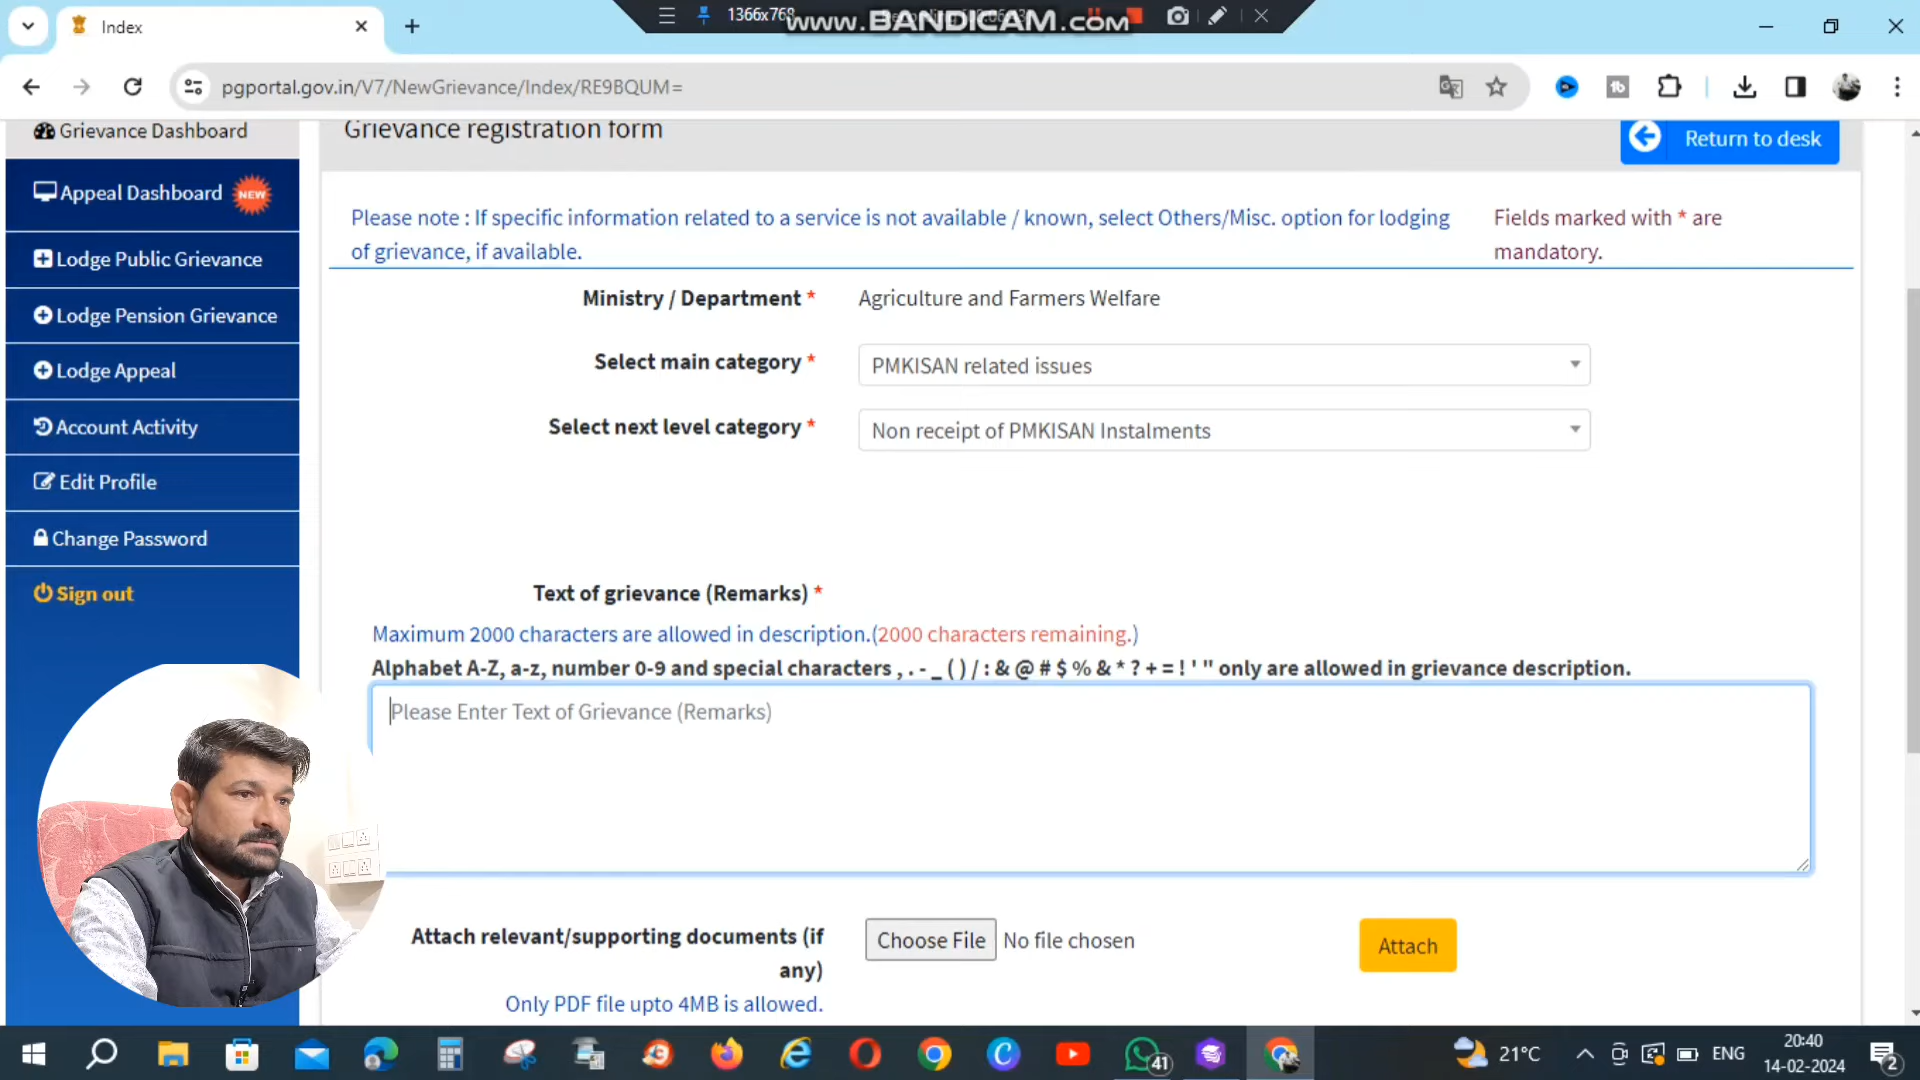 Index
1366x768
www.BANDICAM.com
pgportal.gov.in/V7/NewGrievance/Index/RE9BQUM=
Grievance Dashboard
Appeal Dashboard NEW
Lodge Public Grievance
Lodge Pension Grievance
Lodge Appeal
Account Activity
Edit Profile
Change Password
Sign out
Grievance registration form
Return to desk
Please note : If specific information related to a service is not available / known, select Others/Misc. option for lodging
of grievance, if available.
Fields marked with * are
mandatory.
Ministry / Department * Agriculture and Farmers Welfare
Select main category * PMKISAN related issues
Select next level category * Non receipt of PMKISAN Instalments
Text of grievance (Remarks) *
Maximum 2000 characters are allowed in description.(2000 characters remaining.)
Alphabet A-Z, a-z, number 0-9 and special characters , . - _ ( ) / : & @ # $ % & * ? + = ! ' " only are allowed in grievance description.
Please Enter Text of Grievance (Remarks)
Attach relevant/supporting documents (if
any)
Choose File No file chosen
Attach
Only PDF file upto 4MB is allowed.
41
21°C
ENG
20:40
14-02-2024
2